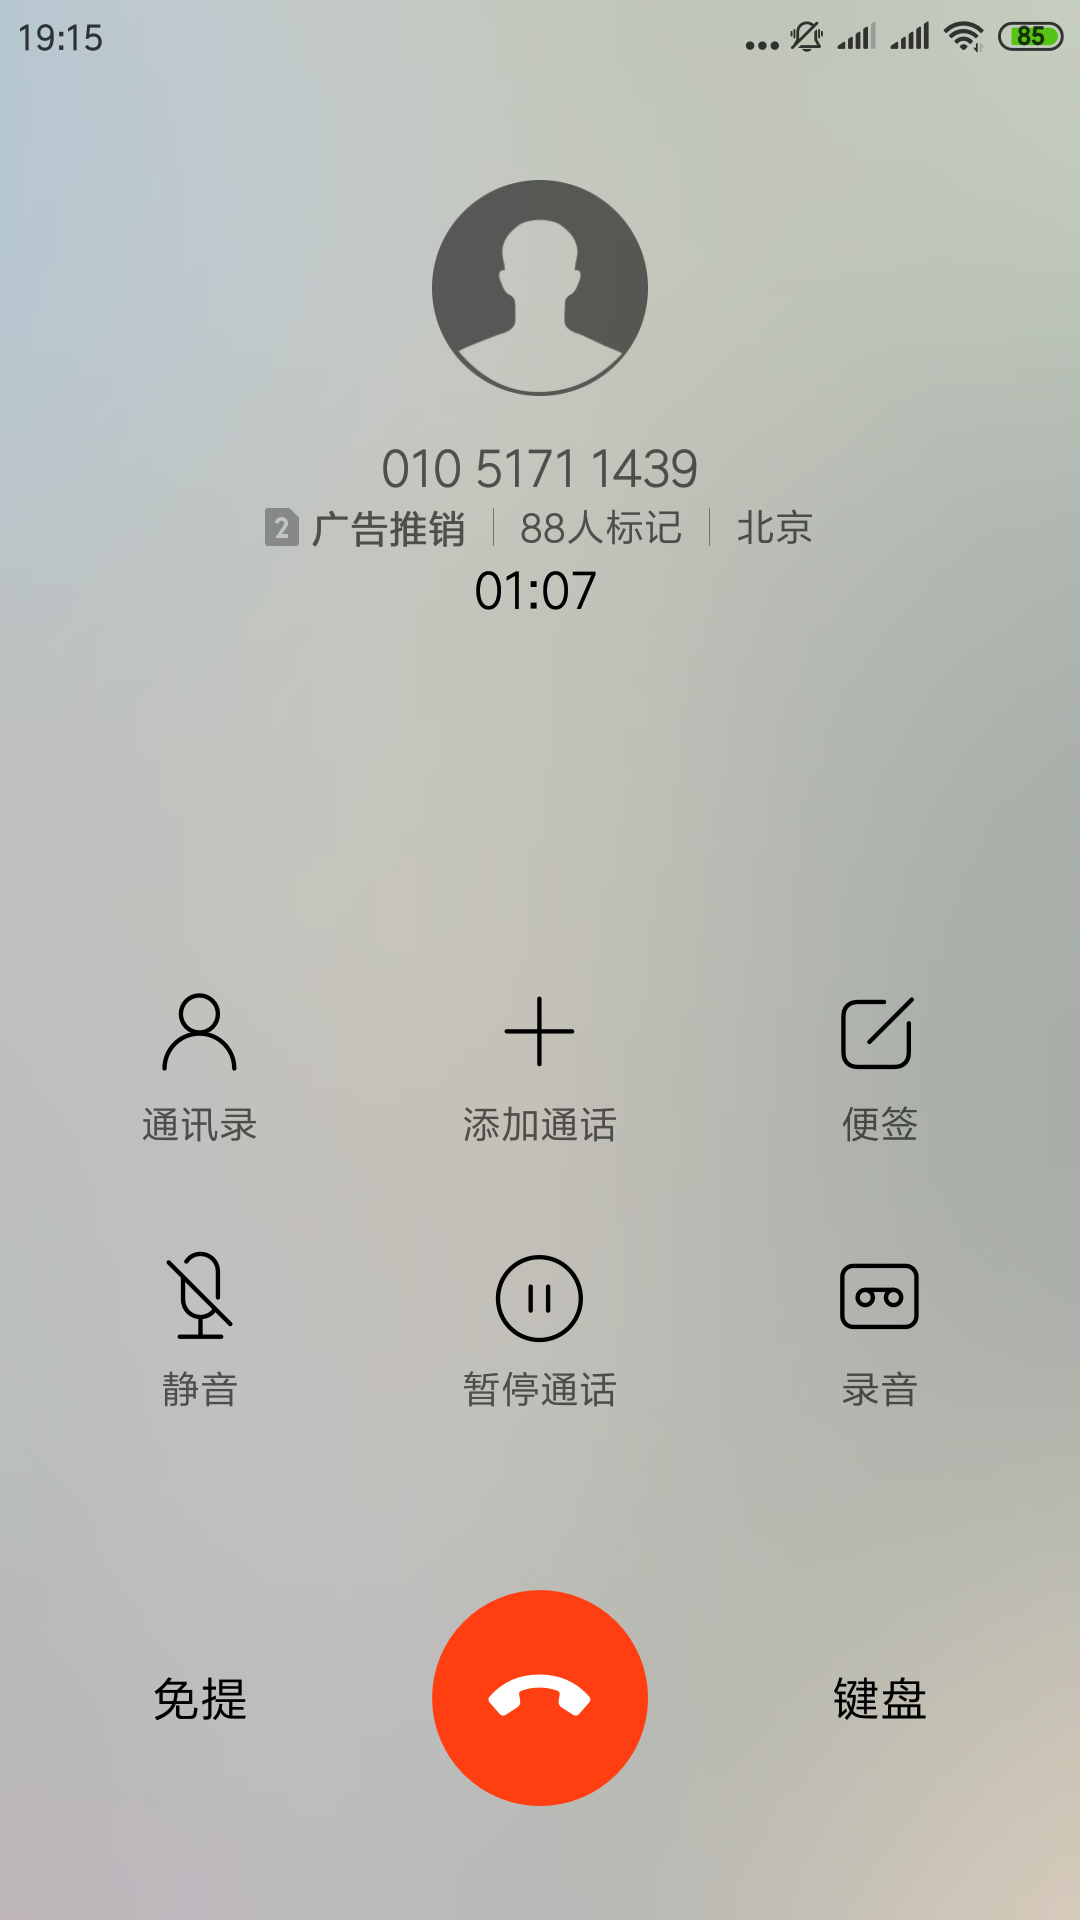 19:15 85
010 5171 1439
2 广告推销 88人标记 北京
01:07
通讯录 添加通话 便签
静音 暂停通话 录音
免提 键盘